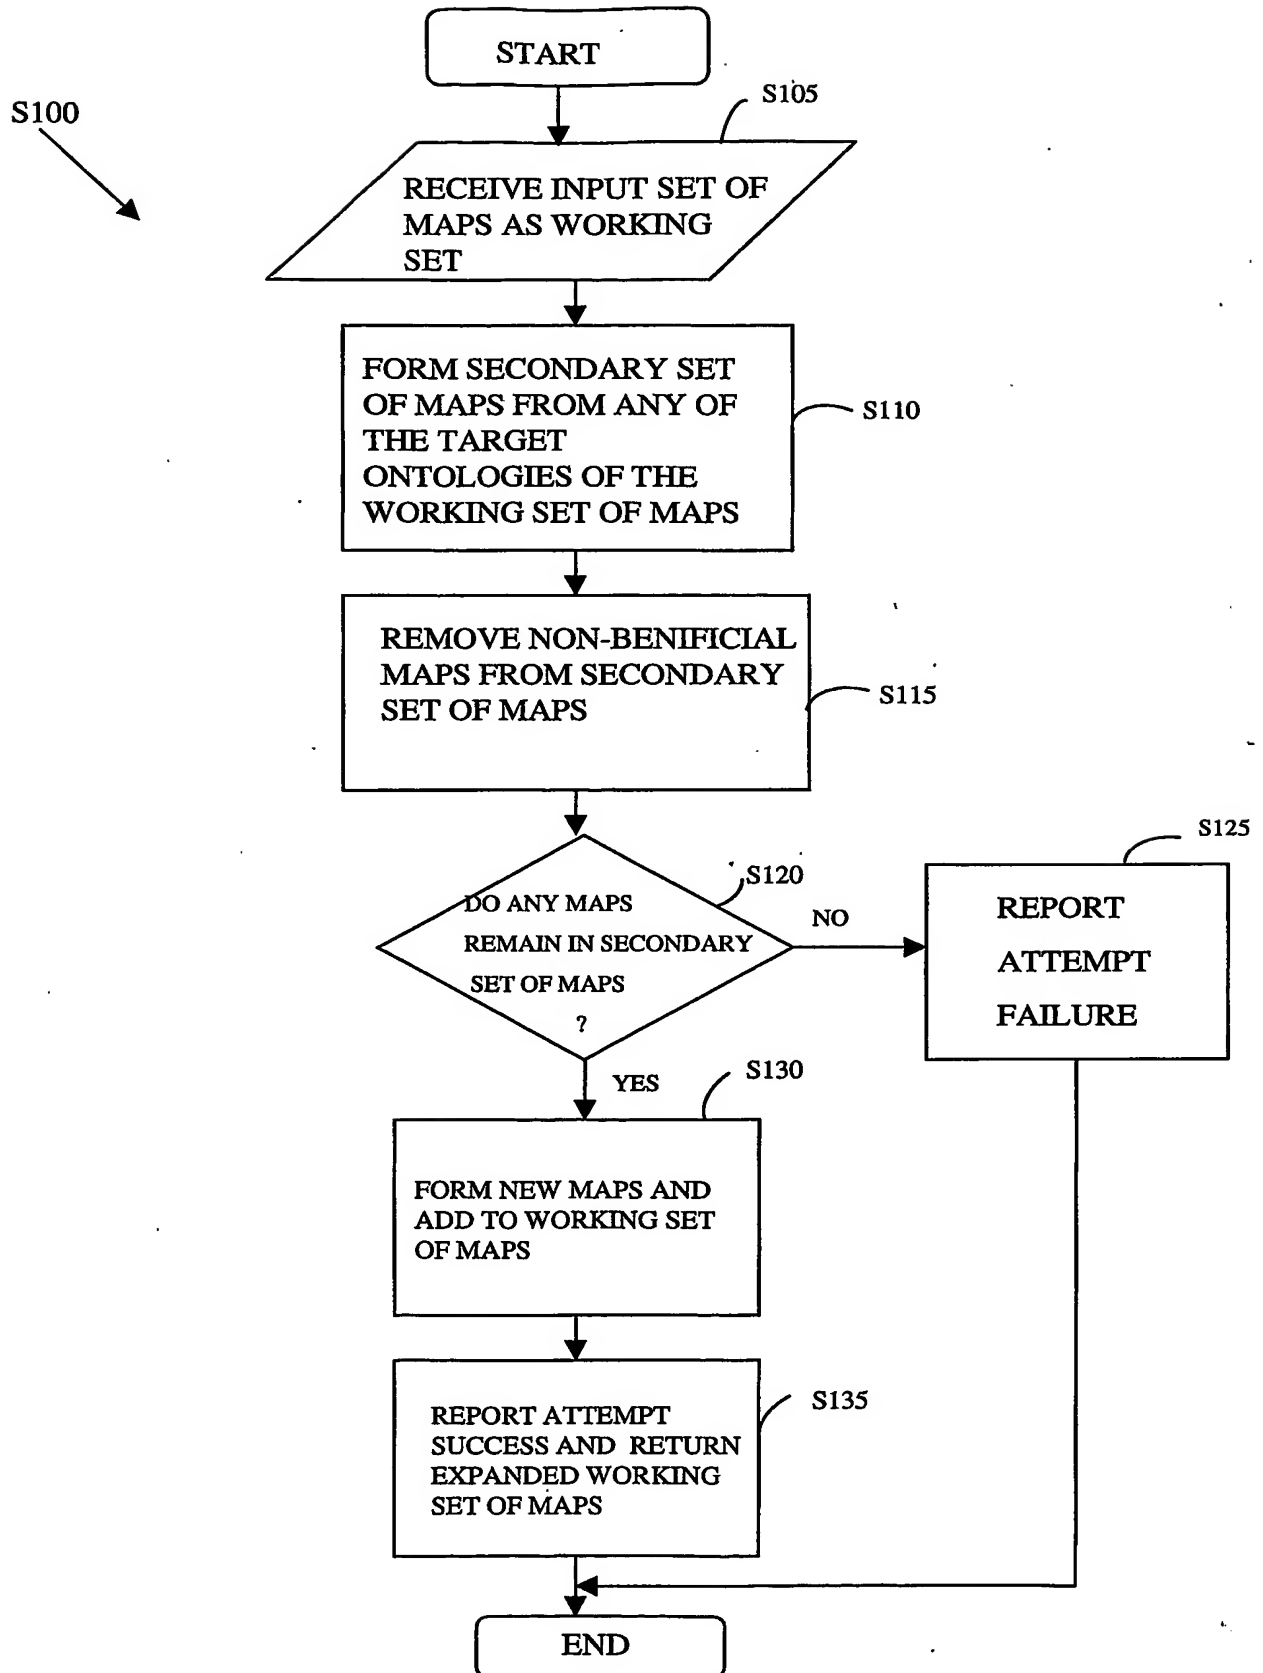 START
S100
S105
RECEIVE INPUT SET OF
MAPS AS WORKING
SET
FORM SECONDARY SET
OF MAPS FROM ANY OF
THE TARGET
ONTOLOGIES OF THE
WORKING SET OF MAPS
S110
REMOVE NON-BENIFICIAL
MAPS FROM SECONDARY
SET OF MAPS
S115
S120
DO ANY MAPS
REMAIN IN SECONDARY
SET OF MAPS
?
NO
S125
REPORT
ATTEMPT
FAILURE
YES
S130
FORM NEW MAPS AND
ADD TO WORKING SET
OF MAPS
S135
REPORT ATTEMPT
SUCCESS AND RETURN
EXPANDED WORKING
SET OF MAPS
END